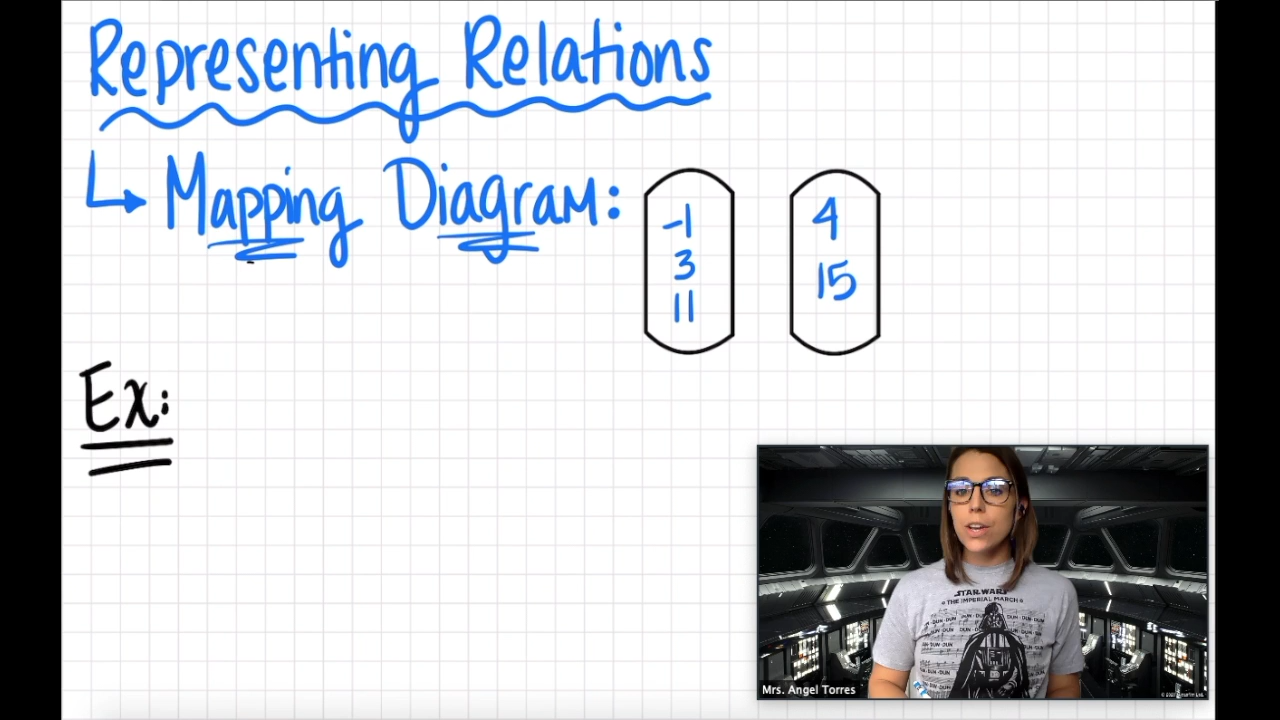 Representing Relations
Mapping Diagram:
-1
3
11
4
15
Ex:
STAR WARS
THE IMPERIAL MARCH
Mrs. Angel Torres